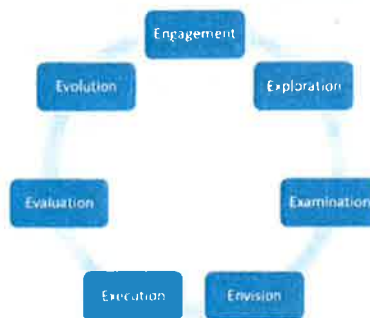 Engagement
Exploration
Examination
Envision
Execution
Evaluation
Evolution